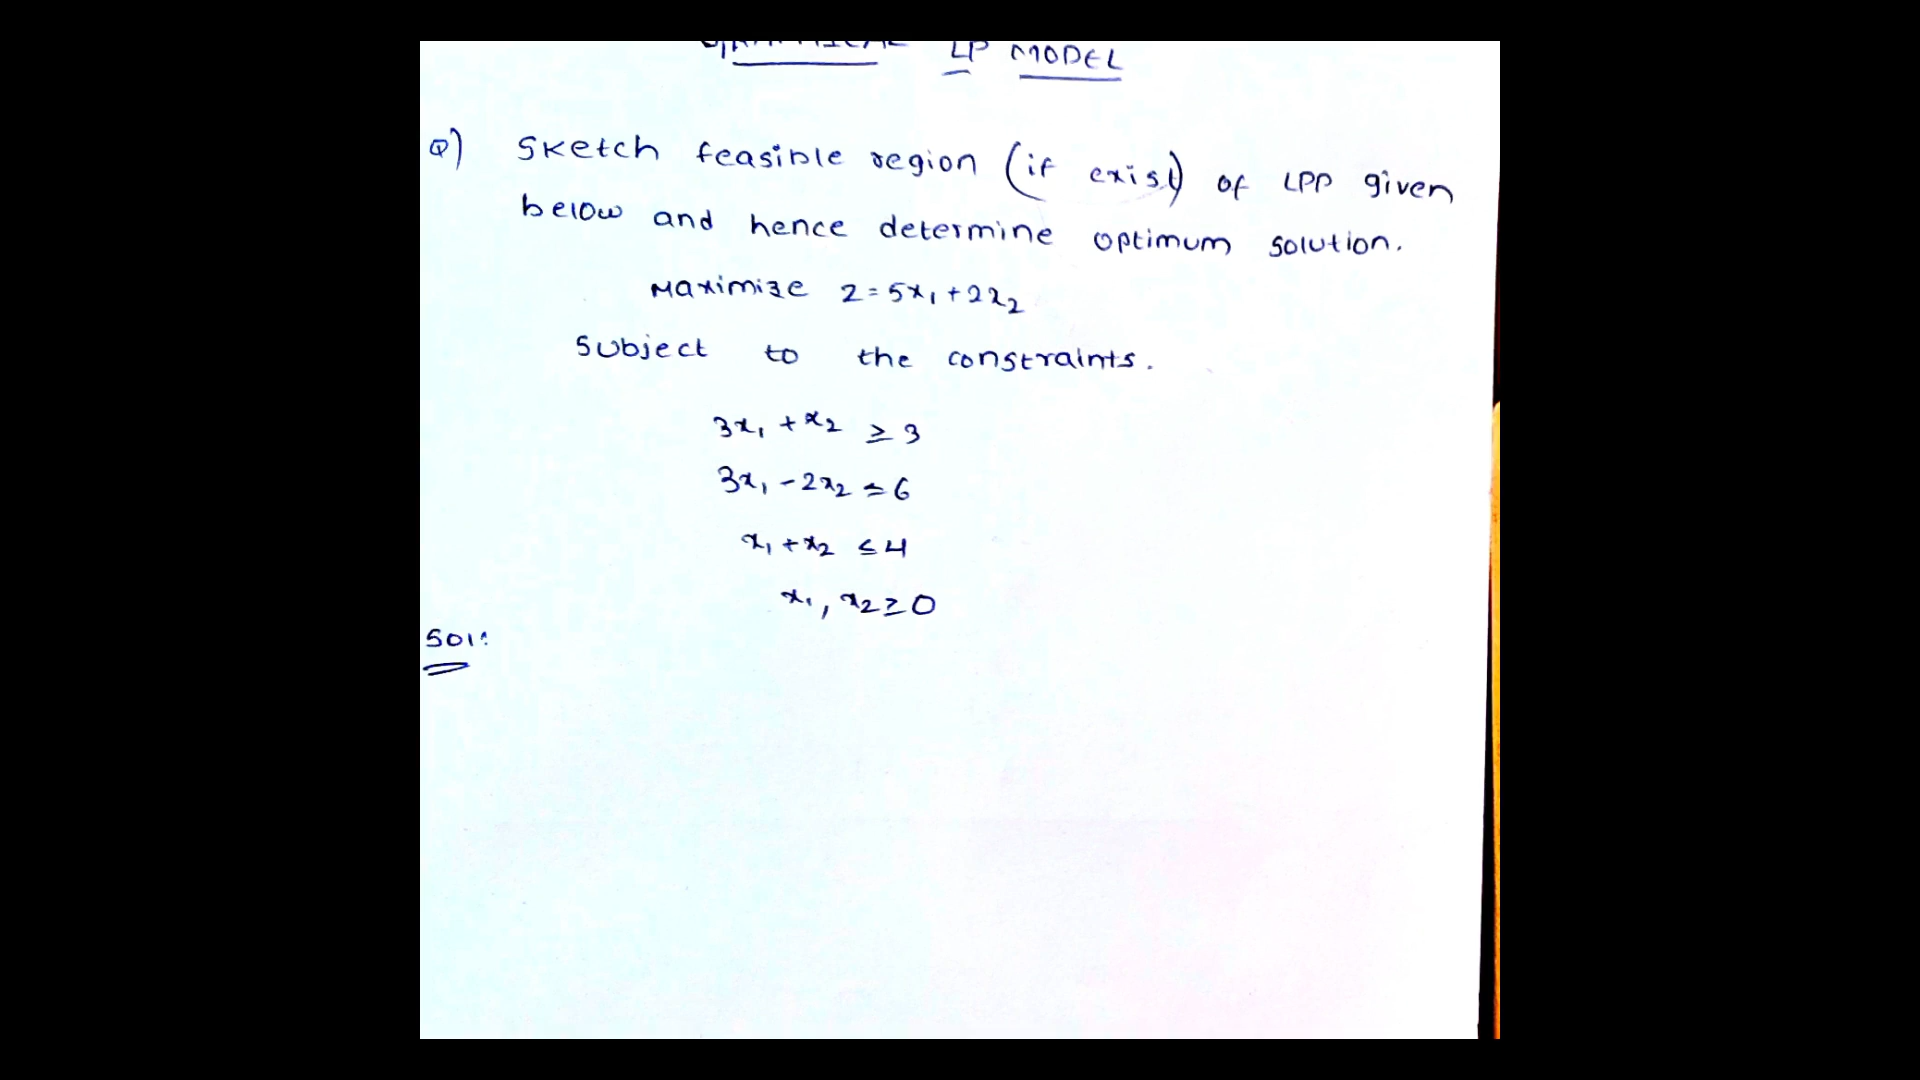 LP MODEL
Q) Sketch feasible region (if exist) of LPP given
below and hence determine optimum solution.
Maximize Z = 5x₁ + 2x₂
Subject to the constraints.
3x₁ + x₂ ≥ 3
3x₁ - 2x₂ ≤ 6
x₁ + x₂ ≤ 4
x₁, x₂ ≥ 0
Sol: